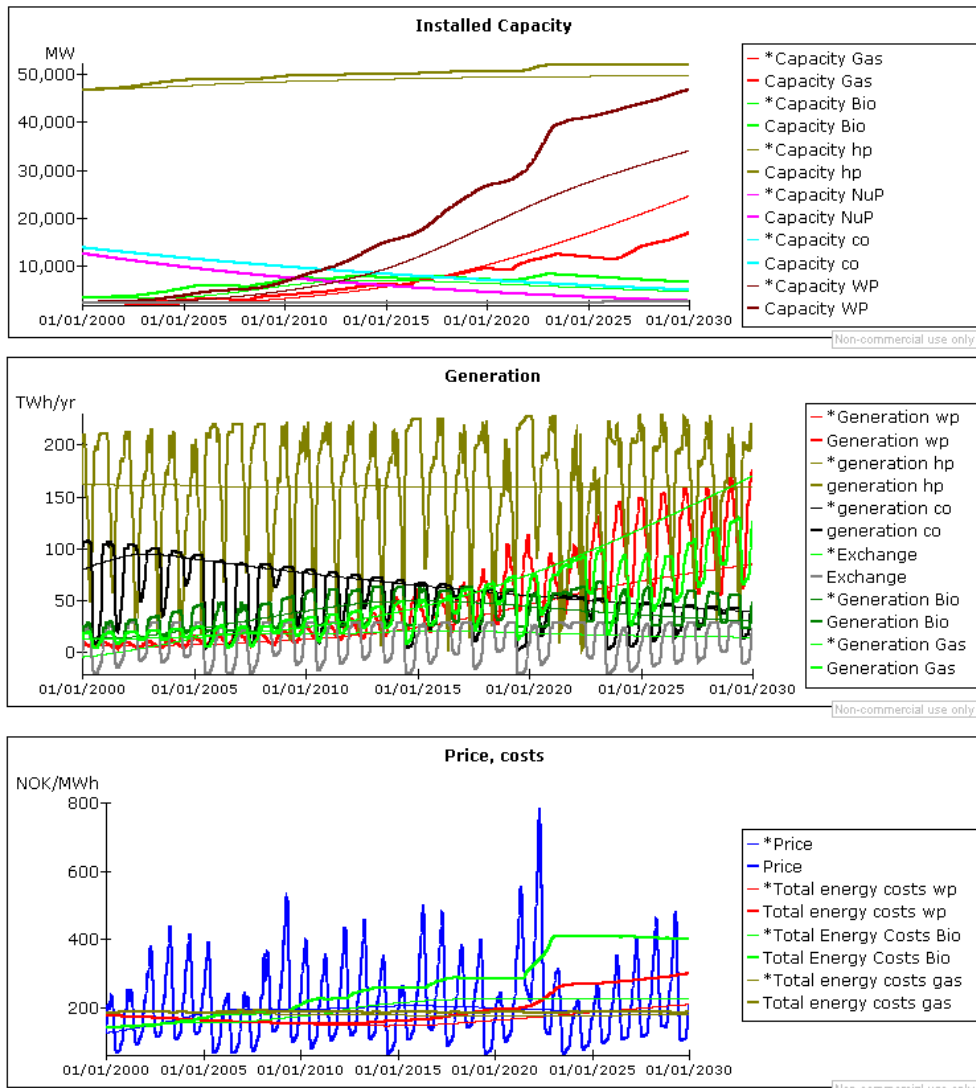 Installed Capacity
MW
50,000
40,000
30,000
20,000
10,000
01/01/2000 01/01/2005 01/01/2010 01/01/2015 01/01/2020 01/01/2025 01/01/2030
*Capacity Gas
Capacity Gas
*Capacity Bio
Capacity Bio
*Capacity hp
Capacity hp
*Capacity NuP
Capacity NuP
*Capacity co
Capacity co
*Capacity WP
Capacity WP
Non-commercial use only
Generation
TWh/yr
200
150
100
50
0
01/01/2000 01/01/2005 01/01/2010 01/01/2015 01/01/2020 01/01/2025 01/01/2030
*Generation wp
Generation wp
*generation hp
generation hp
*generation co
generation co
*Exchange
Exchange
*Generation Bio
Generation Bio
*Generation Gas
Generation Gas
Non-commercial use only
Price, costs
NOK/MWh
800
600
400
200
01/01/2000 01/01/2005 01/01/2010 01/01/2015 01/01/2020 01/01/2025 01/01/2030
*Price
Price
*Total energy costs wp
Total energy costs wp
*Total Energy Costs Bio
Total Energy Costs Bio
*Total energy costs gas
Total energy costs gas
Non-commercial use only